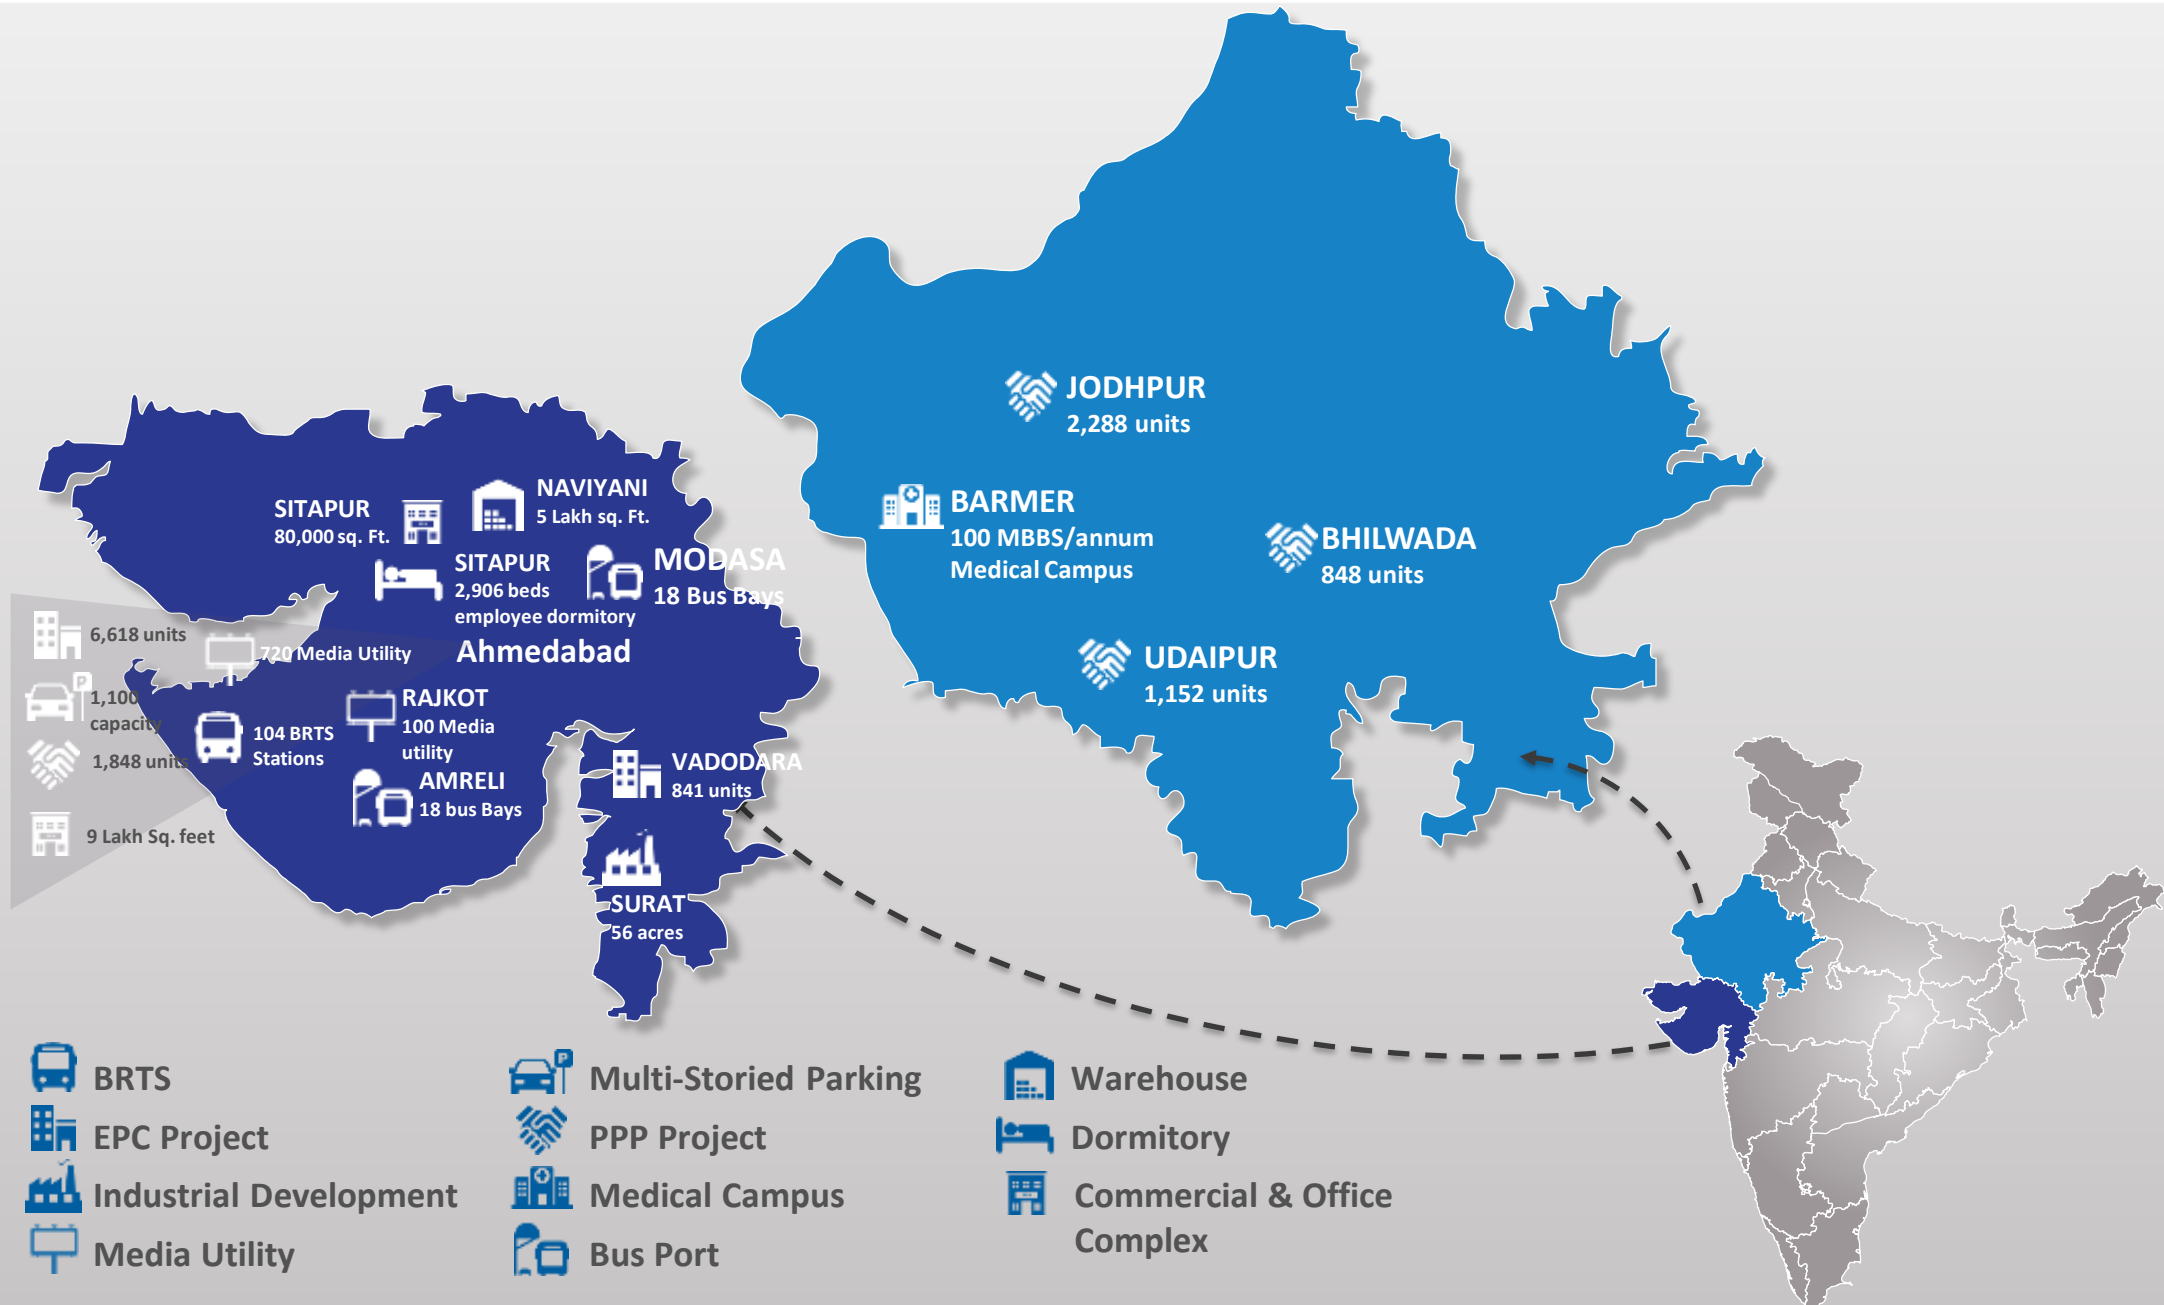 JODHPUR
2,288 units
BARMER
100 MBBS/annum
Medical Campus
BHILWADA
848 units
UDAIPUR
1,152 units
NAVIYANI
5 Lakh sq. Ft.
SITAPUR
80,000 sq. Ft.
SITAPUR
2,906 beds
employee dormitory
MODASA
18 Bus Bays
Ahmedabad
6,618 units
720 Media Utility
1,100
capacity
104 BRTS
Stations
1,848 units
9 Lakh Sq. feet
RAJKOT
100 Media
utility
AMRELI
18 bus Bays
VADODARA
841 units
SURAT
56 acres
BRTS
EPC Project
Industrial Development
Media Utility
P
Multi-Storied Parking
PPP Project
Medical Campus
Bus Port
Warehouse
Dormitory
Commercial & Office
Complex